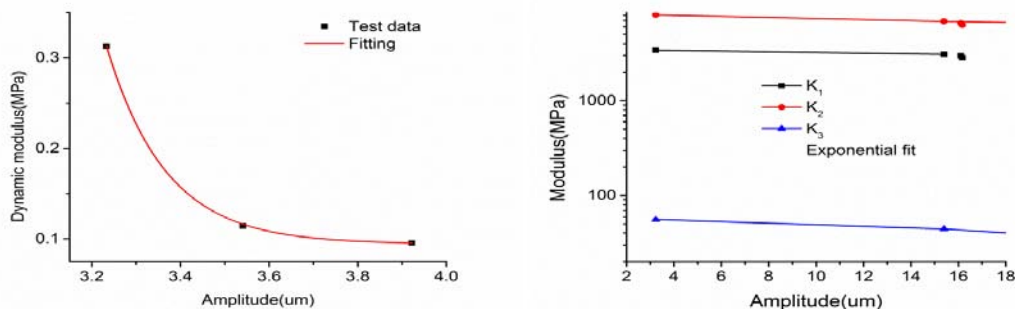 Test data
Fitting
0.3
0.2
0.1
Dynamic modulus(MPa)
3.2 3.4 3.6 3.8 4.0
Amplitude(um)
1000
100
Modulus(MPa)
K1
K2
K3
Exponential fit
2 4 6 8 10 12 14 16 18
Amplitude(um)